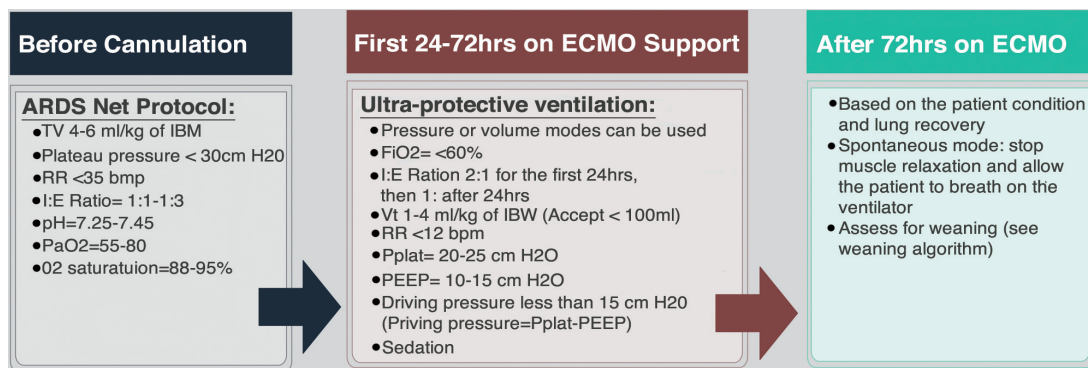 Before Cannulation
ARDS Net Protocol:
●TV 4-6 ml/kg of IBM
●Plateau pressure < 30cm H20
●RR <35 bmp
●I:E Ratio= 1:1-1:3
●pH=7.25-7.45
●PaO2=55-80
●02 saturatuion=88-95%
First 24-72hrs on ECMO Support
Ultra-protective ventilation:
●Pressure or volume modes can be used
●FiO2= <60%
●I:E Ration 2:1 for the first 24hrs,
then 1: after 24hrs
●Vt 1-4 ml/kg of IBW (Accept < 100ml)
●RR <12 bpm
●Pplat= 20-25 cm H2O
●PEEP= 10-15 cm H2O
●Driving pressure less than 15 cm H20
(Priving pressure=Pplat-PEEP)
●Sedation
After 72hrs on ECMO
●Based on the patient condition
and lung recovery
●Spontaneous mode: stop
muscle relaxation and allow
the patient to breath on the
ventilator
●Assess for weaning (see
weaning algorithm)